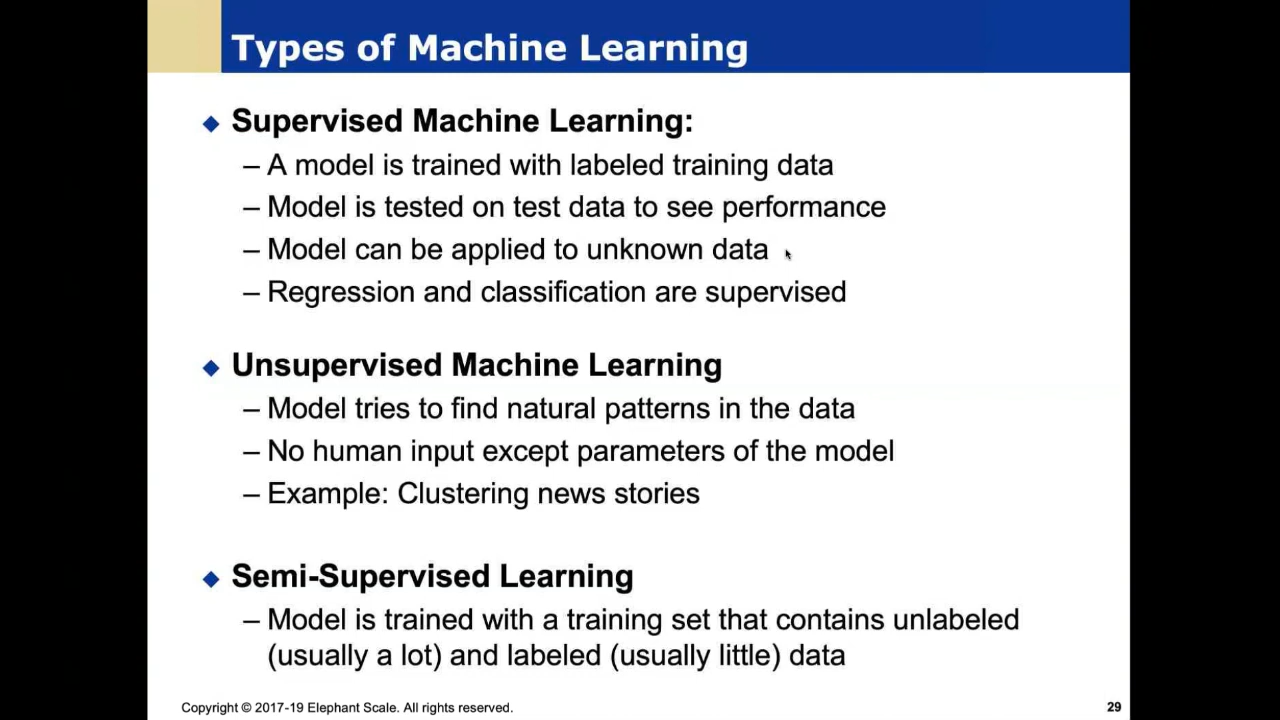 Types of Machine Learning
Supervised Machine Learning:
– A model is trained with labeled training data
– Model is tested on test data to see performance
– Model can be applied to unknown data
– Regression and classification are supervised
Unsupervised Machine Learning
– Model tries to find natural patterns in the data
– No human input except parameters of the model
– Example: Clustering news stories
Semi-Supervised Learning
– Model is trained with a training set that contains unlabeled
(usually a lot) and labeled (usually little) data
Copyright © 2017-19 Elephant Scale. All rights reserved.
29